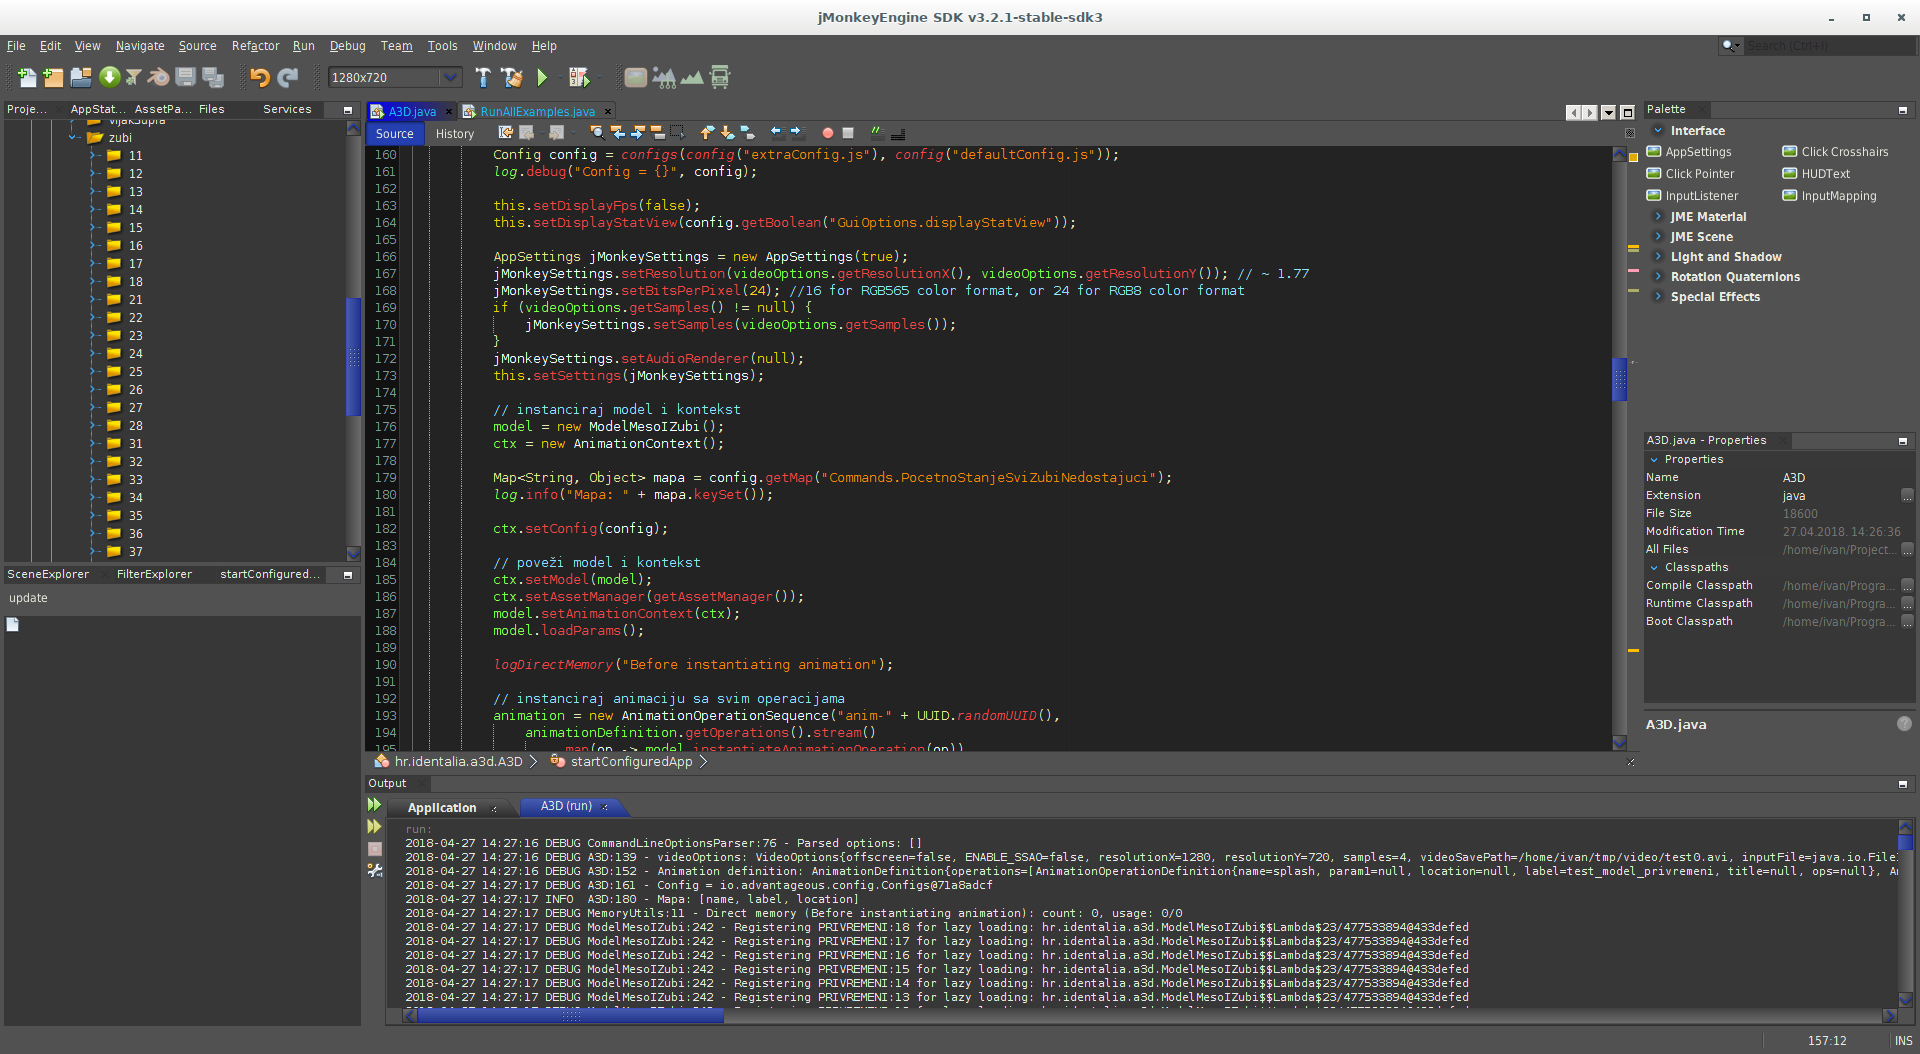 jMonkeyEngine SDK v3.2.1-stable-sdk3
File Edit View Navigate Source Refactor Run Debug Team Tools Window Help
Search (Ctrl+I)
1280x720
Proje... AppStat... AssetPa... Files Services
vijakSupra
zubi
11
12
13
14
15
16
17
18
21
22
23
24
25
26
27
28
31
32
33
34
35
36
37
SceneExplorer FilterExplorer startConfigured...
update
A3D.java RunAllExamples.java
Source History
160 Config config = configs(config("extraConfig.js"), config("defaultConfig.js"));
161 log.debug("Config = {}", config);
162
163 this.setDisplayFps(false);
164 this.setDisplayStatView(config.getBoolean("GuiOptions.displayStatView"));
165
166 AppSettings jMonkeySettings = new AppSettings(true);
167 jMonkeySettings.setResolution(videoOptions.getResolutionX(), videoOptions.getResolutionY()); // ~ 1.77
168 jMonkeySettings.setBitsPerPixel(24); //16 for RGB565 color format, or 24 for RGB8 color format
169 if (videoOptions.getSamples() != null) {
170 jMonkeySettings.setSamples(videoOptions.getSamples());
171 }
172 jMonkeySettings.setAudioRenderer(null);
173 this.setSettings(jMonkeySettings);
174
175 // instanciraj model i kontekst
176 model = new ModelMesoIZubi();
177 ctx = new AnimationContext();
178
179 Map<String, Object> mapa = config.getMap("Commands.PocetnoStanjeSviZubiNedostajuci");
180 log.info("Mapa: " + mapa.keySet());
181
182 ctx.setConfig(config);
183
184 // poveži model i kontekst
185 ctx.setModel(model);
186 ctx.setAssetManager(getAssetManager());
187 model.setAnimationContext(ctx);
188 model.loadParams();
189
190 logDirectMemory("Before instantiating animation");
191
192 // instanciraj animaciju sa svim operacijama
193 animation = new AnimationOperationSequence("anim-" + UUID.randomUUID(),
194 animationDefinition.getOperations().stream()
195 .map(op -> model.instantiateAnimationOperation(op))
hr.identalia.a3d.A3D startConfiguredApp
Output
Application A3D (run)
run:
2018-04-27 14:27:16 DEBUG CommandLineOptionsParser:76 - Parsed options: []
2018-04-27 14:27:16 DEBUG A3D:139 - videoOptions: VideoOptions{offscreen=false, ENABLE_SSAO=false, resolutionX=1280, resolutionY=720, samples=4, videoSavePath=/home/ivan/tmp/video/test0.avi, inputFile=java.io.File
2018-04-27 14:27:16 DEBUG A3D:152 - Animation definition: AnimationDefinition{operations=[AnimationOperationDefinition{name=splash, param1=null, location=null, label=test_model_privremeni, title=null, ops=null}, A
2018-04-27 14:27:17 DEBUG A3D:161 - Config = io.advantageous.config.Configs@71a8adcf
2018-04-27 14:27:17 INFO A3D:180 - Mapa: [name, label, location]
2018-04-27 14:27:17 DEBUG MemoryUtils:11 - Direct memory (Before instantiating animation): count: 0, usage: 0/0
2018-04-27 14:27:17 DEBUG ModelMesoIZubi:242 - Registering PRIVREMENI:18 for lazy loading: hr.identalia.a3d.ModelMesoIZubi$$Lambda$23/477533894@433defed
2018-04-27 14:27:17 DEBUG ModelMesoIZubi:242 - Registering PRIVREMENI:17 for lazy loading: hr.identalia.a3d.ModelMesoIZubi$$Lambda$23/477533894@433defed
2018-04-27 14:27:17 DEBUG ModelMesoIZubi:242 - Registering PRIVREMENI:16 for lazy loading: hr.identalia.a3d.ModelMesoIZubi$$Lambda$23/477533894@433defed
2018-04-27 14:27:17 DEBUG ModelMesoIZubi:242 - Registering PRIVREMENI:15 for lazy loading: hr.identalia.a3d.ModelMesoIZubi$$Lambda$23/477533894@433defed
2018-04-27 14:27:17 DEBUG ModelMesoIZubi:242 - Registering PRIVREMENI:14 for lazy loading: hr.identalia.a3d.ModelMesoIZubi$$Lambda$23/477533894@433defed
2018-04-27 14:27:17 DEBUG ModelMesoIZubi:242 - Registering PRIVREMENI:13 for lazy loading: hr.identalia.a3d.ModelMesoIZubi$$Lambda$23/477533894@433defed
Palette
Interface
AppSettings Click Crosshairs
Click Pointer HUDText
InputListener InputMapping
JME Material
JME Scene
Light and Shadow
Rotation Quaternions
Special Effects
A3D.java - Properties
Properties
Name A3D
Extension java ...
File Size 18600
Modification Time 27.04.2018. 14:26:36
All Files /home/ivan/Project... ...
Classpaths
Compile Classpath /home/ivan/Progra... ...
Runtime Classpath /home/ivan/Progra... ...
Boot Classpath /home/ivan/Progra... ...
A3D.java
157:12 INS